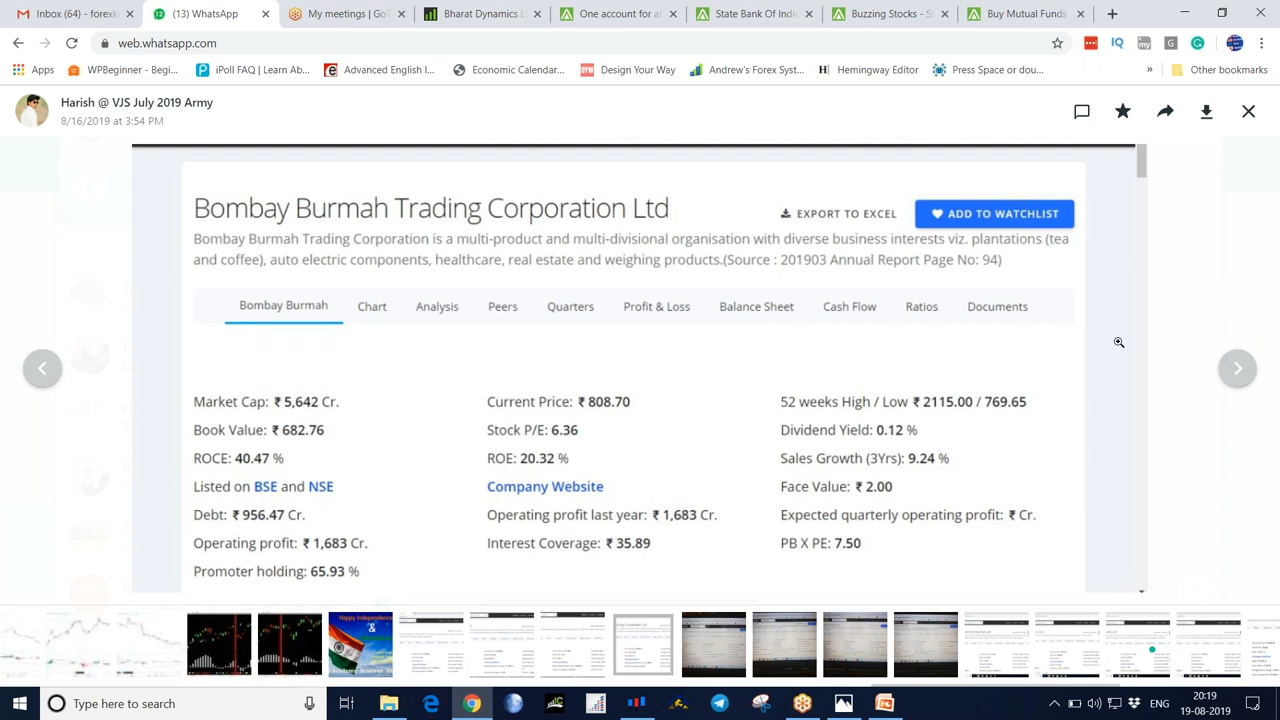 Inbox (64) - forexk
(13) WhatsApp
My meetings | GoT
Bharat Dynamics L
One account for al
State Bank Of Ind
Buzzing Stocks - S
Buy Mutual Funds
web.whatsapp.com
Apps
WPBeginner - Begi...
iPoll FAQ | Learn Ab...
Advanced English I...
Economic Calendar...
Design Your Way
Andrew's Forex Syst...
Hemingway Editor
Press Space or dou...
Other bookmarks
Harish @ VJS July 2019 Army
8/16/2019 at 3:54 PM
Bombay Burmah Trading Corporation Ltd
EXPORT TO EXCEL
ADD TO WATCHLIST
Bombay Burmah Trading Corporation is a multi-product and multi-divisional organisation with diverse business interests viz. plantations (tea
and coffee), auto electric components, healthcare, real estate and weighing products.(Source : 201903 Annual Report Page No: 94)
Bombay Burmah Chart Analysis Peers Quarters Profit & Loss Balance Sheet Cash Flow Ratios Documents
Market Cap: ₹ 5,642 Cr. Current Price: ₹ 808.70 52 weeks High / Low ₹ 2115.00 / 769.65
Book Value: ₹ 682.76 Stock P/E: 6.36 Dividend Yield: 0.12 %
ROCE: 40.47 % ROE: 20.32 % Sales Growth (3Yrs): 9.24 %
Listed on BSE and NSE Company Website Face Value: ₹ 2.00
Debt: ₹ 956.47 Cr. Operating profit last year: ₹ 1,683 Cr. Expected quarterly operating profit: ₹ Cr.
Operating profit: ₹ 1,683 Cr. Interest Coverage: ₹ 35.89 PB X PE: 7.50
Promoter holding: 65.93 %
Happy Independence
&
Type here to search
ENG
20:19
19-08-2019